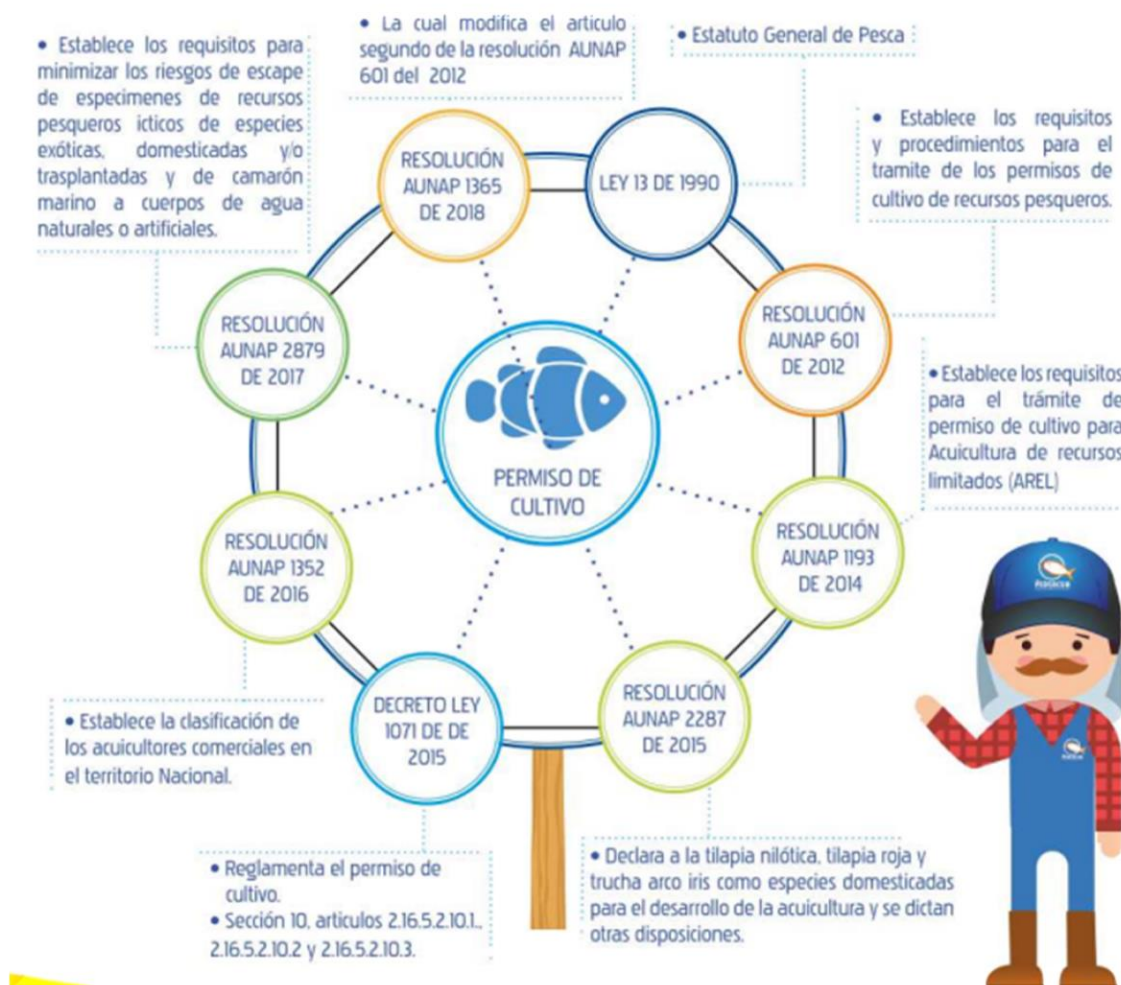 • Establece los requisitos para
minimizar los riesgos de escape
de especimenes de recursos
pesqueros icticos de especies
exóticas, domesticadas y/o
trasplantadas y de camarón
marino a cuerpos de agua
naturales o artificiales.
• La cual modifica el articulo
segundo de la resolución AUNAP
601 del 2012
• Estatuto General de Pesca
• Establece los requisitos
y procedimientos para el
tramite de los permisos de
cultivo de recursos pesqueros.
RESOLUCIÓN
AUNAP 1365
DE 2018
LEY 13 DE 1990
RESOLUCIÓN
AUNAP 2879
DE 2017
RESOLUCIÓN
AUNAP 601
DE 2012
• Establece los requisitos
para el trámite de
permiso de cultivo para
Acuicultura de recursos
limitados (AREL)
PERMISO DE
CULTIVO
RESOLUCIÓN
AUNAP 1352
DE 2016
RESOLUCIÓN
AUNAP 1193
DE 2014
DECRETO LEY
1071 DE DE
2015
RESOLUCIÓN
AUNAP 2287
DE 2015
• Establece la clasificación de
los acuicultores comerciales en
el territorio Nacional.
• Reglamenta el permiso de
cultivo.
• Sección 10, articulos 2.16.5.2.10.1.,
2.16.5.2.10.2 y 2.16.5.2.10.3.
• Declara a la tilapia nilótica, tilapia roja y
trucha arco iris como especies domesticadas
para el desarrollo de la acuicultura y se dictan
otras disposiciones.